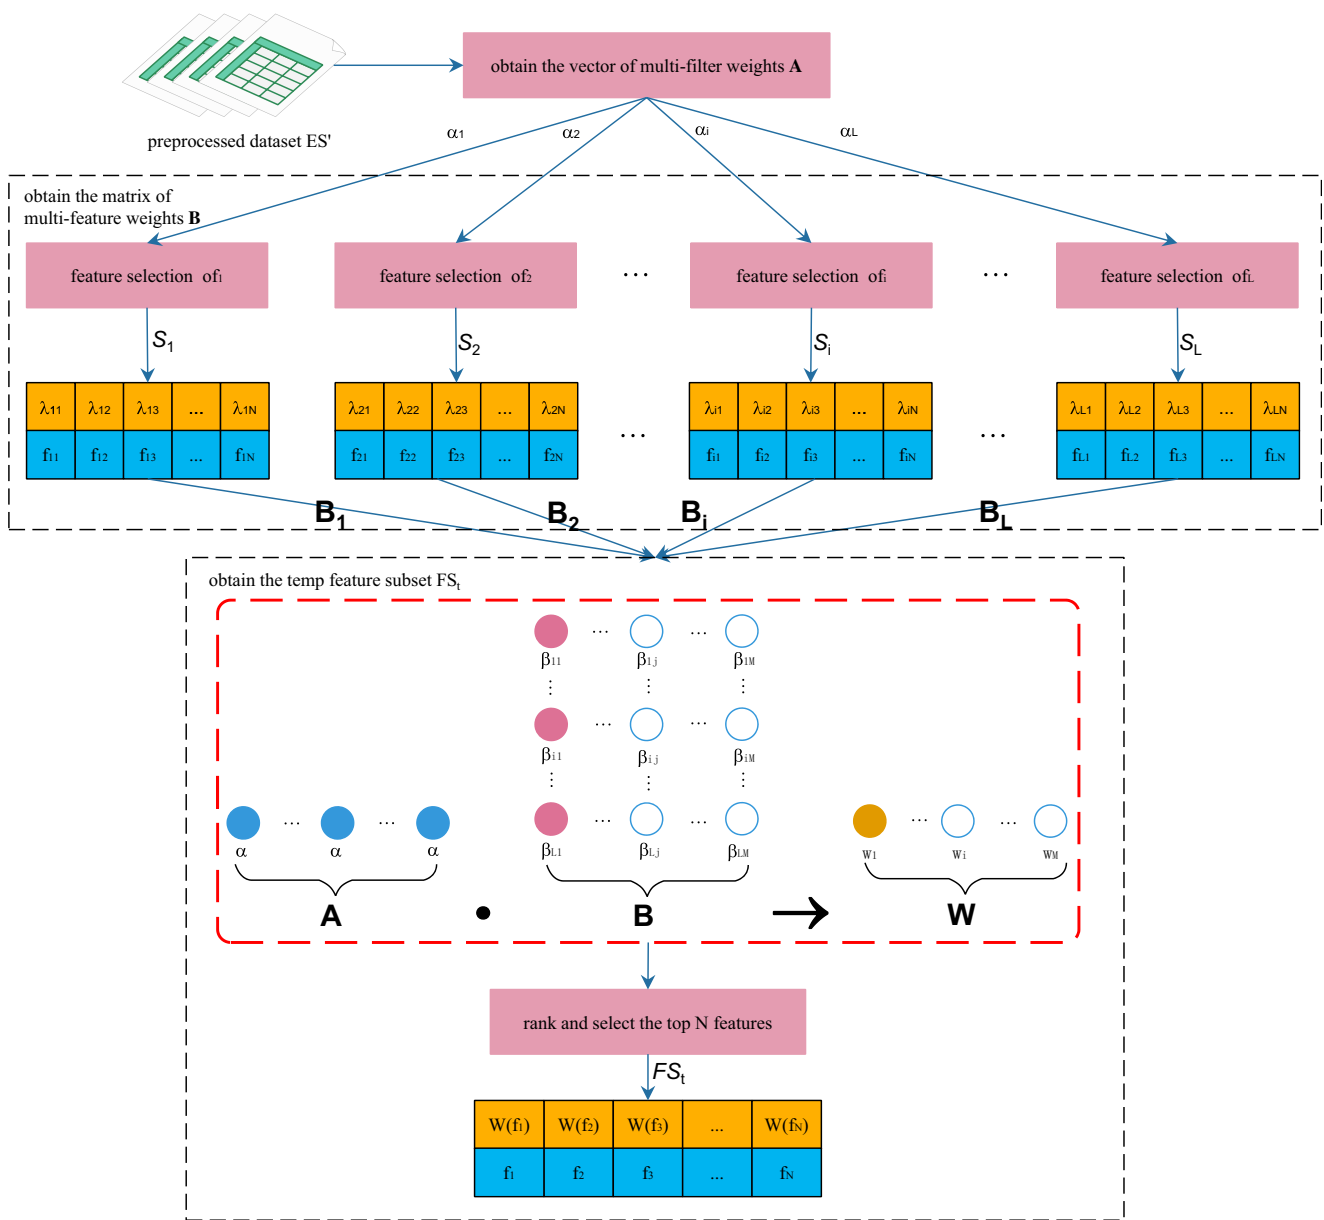 obtain the vector of multi-filter weights A
preprocessed dataset ES'
α1 α2 αi αL
obtain the matrix of
multi-feature weights B
feature selection of1
feature selection of2
...
feature selection ofi
...
feature selection ofL
S1 S2 Si SL
λ11 λ12 λ13 ... λ1N
f11 f12 f13 ... f1N
λ21 λ22 λ23 ... λ2N
f21 f22 f23 ... f2N
...
λi1 λi2 λi3 ... λiN
fi1 fi2 fi3 ... fiN
...
λL1 λL2 λL3 ... λLN
fL1 fL2 fL3 ... fLN
B1 B2 Bi BL
obtain the temp feature subset FSt
... ...
β11 β1j β1M
... ...
βi1 βij βiM
... ...
βL1 βLj βLM
... ...
α α α
... ...
w1 wi wM
A • B → W
rank and select the top N features
FSt
W(f1) W(f2) W(f3) ... W(fN)
f1 f2 f3 ... fN